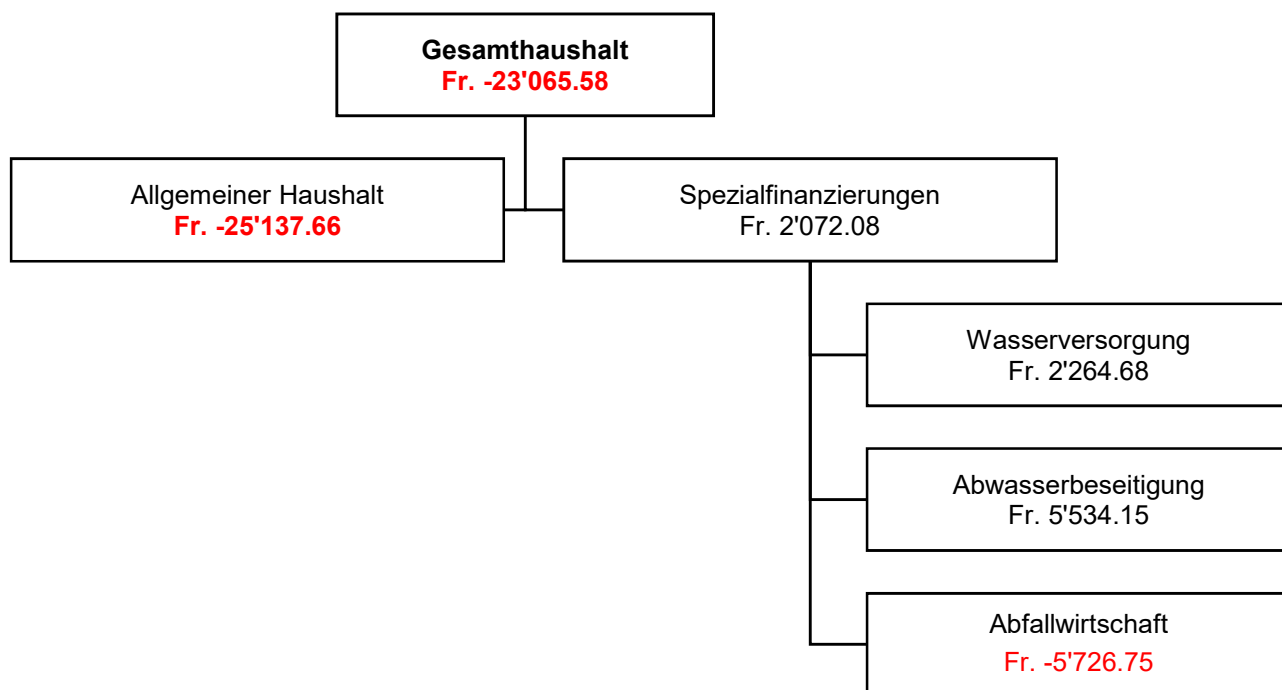 Gesamthaushalt
Fr. -23'065.58
Allgemeiner Haushalt
Fr. -25'137.66
Spezialfinanzierungen
Fr. 2'072.08
Wasserversorgung
Fr. 2'264.68
Abwasserbeseitigung
Fr. 5'534.15
Abfallwirtschaft
Fr. -5'726.75